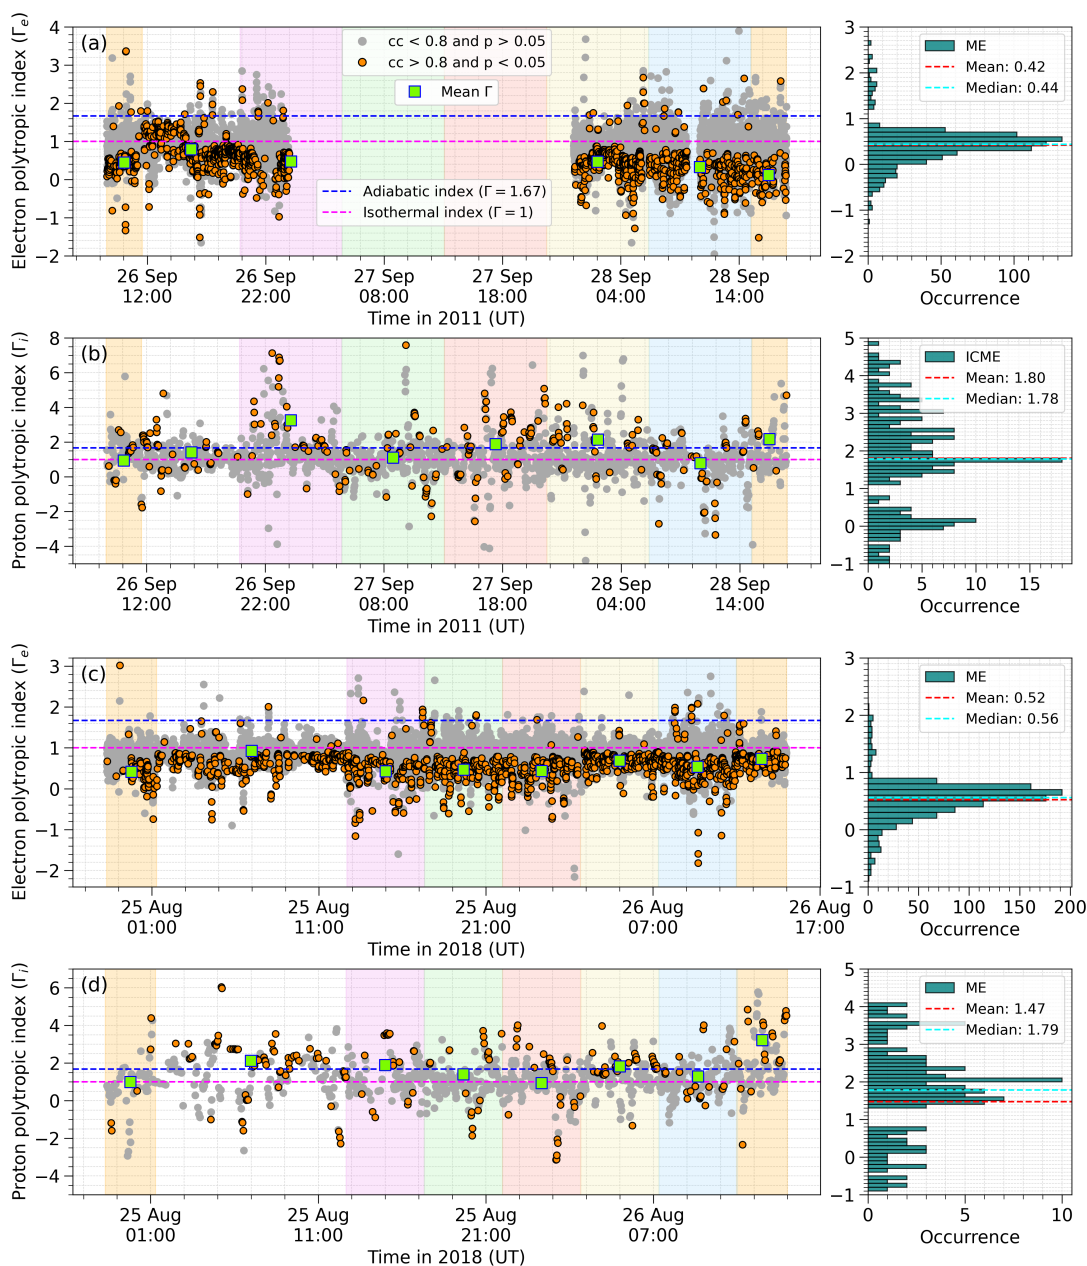 (a)
Electron polytropic index (Γe)
4
3
2
1
0
−1
−2
cc < 0.8 and p > 0.05
cc > 0.8 and p < 0.05
Mean Γ
Adiabatic index (Γ = 1.67)
Isothermal index (Γ = 1)
26 Sep 12:00
26 Sep 22:00
27 Sep 08:00
27 Sep 18:00
28 Sep 04:00
28 Sep 14:00
Time in 2011 (UT)
3
2
1
0
−1
−2
ME
Mean: 0.42
Median: 0.44
0 50 100
Occurrence
(b)
Proton polytropic index (Γi)
8
6
4
2
0
−2
−4
26 Sep 12:00
26 Sep 22:00
27 Sep 08:00
27 Sep 18:00
28 Sep 04:00
28 Sep 14:00
Time in 2011 (UT)
5
4
3
2
1
0
−1
ICME
Mean: 1.80
Median: 1.78
0 5 10 15
Occurrence
(c)
Electron polytropic index (Γe)
3
2
1
0
−1
−2
25 Aug 01:00
25 Aug 11:00
25 Aug 21:00
26 Aug 07:00
26 Aug 17:00
Time in 2018 (UT)
3
2
1
0
−1
ME
Mean: 0.52
Median: 0.56
0 50 100 150 200
Occurrence
(d)
Proton polytropic index (Γi)
6
4
2
0
−2
−4
25 Aug 01:00
25 Aug 11:00
25 Aug 21:00
26 Aug 07:00
Time in 2018 (UT)
5
4
3
2
1
0
−1
ME
Mean: 1.47
Median: 1.79
0 5 10
Occurrence